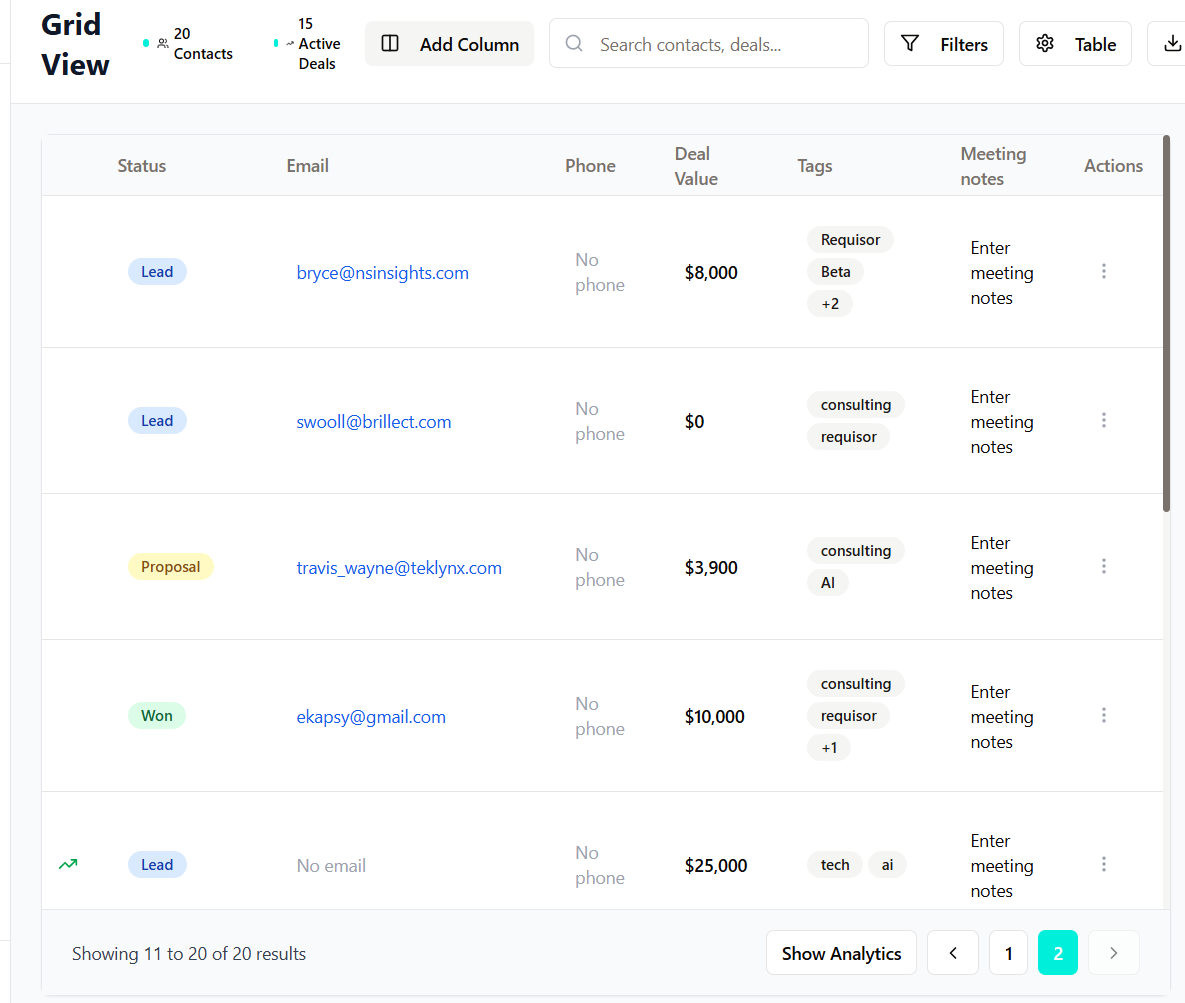 Grid
View
20
Contacts
15
Active
Deals
Add Column
Search contacts, deals...
Filters
Table
Status
Email
Phone
Deal
Value
Tags
Meeting
notes
Actions
Lead
bryce@nsinsights.com
No
phone
$8,000
Requisor
Beta
+2
Enter
meeting
notes
Lead
swooll@brillect.com
No
phone
$0
consulting
requisor
Enter
meeting
notes
Proposal
travis_wayne@teklynx.com
No
phone
$3,900
consulting
AI
Enter
meeting
notes
Won
ekapsy@gmail.com
No
phone
$10,000
consulting
requisor
+1
Enter
meeting
notes
Lead
No email
No
phone
$25,000
tech ai
Enter
meeting
notes
Showing 11 to 20 of 20 results
Show Analytics
1
2